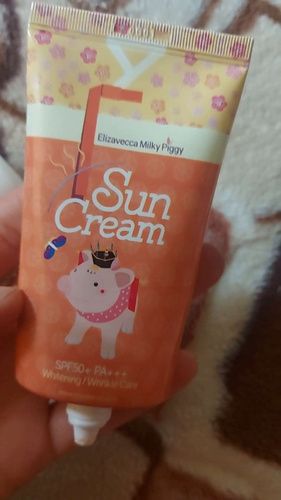 Elizavecca Milky Piggy
Sun
Cream
SPF50+ PA+++
Whitening / Wrinkle Care